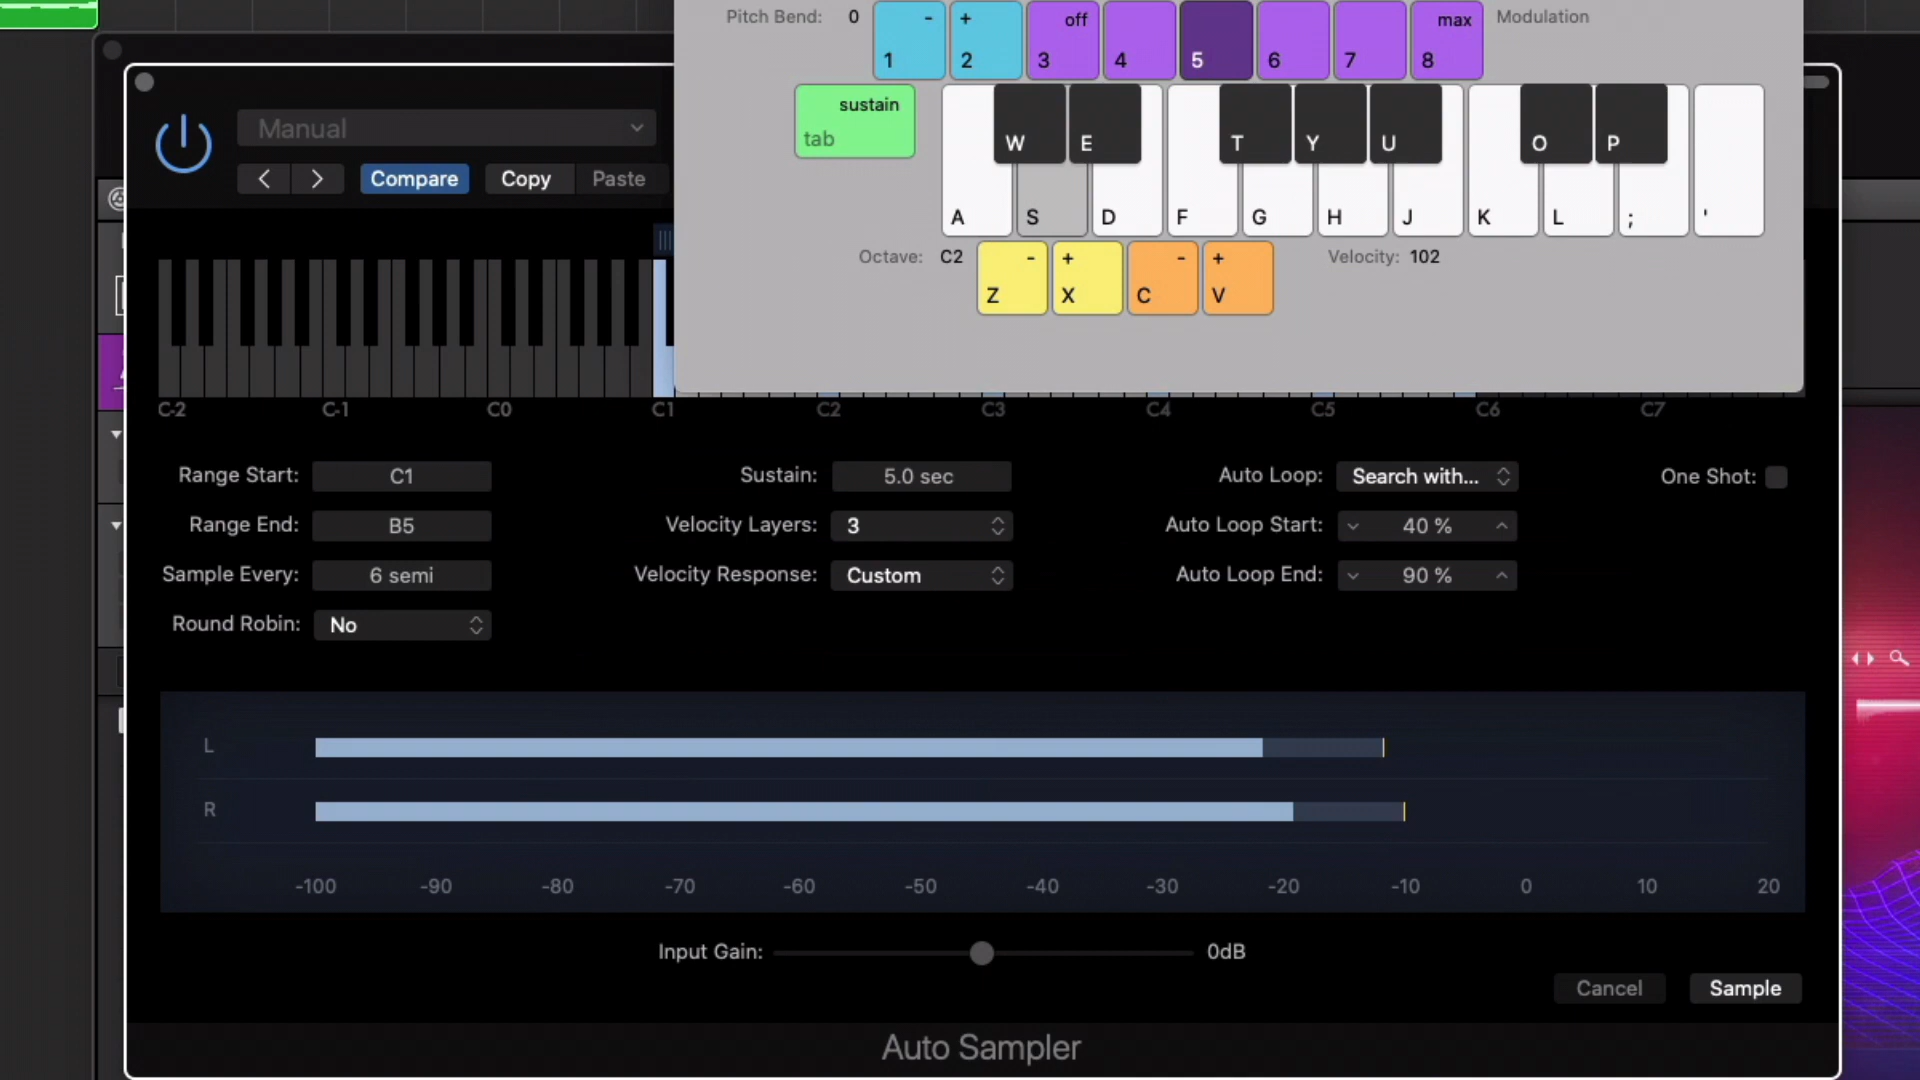 Pitch Bend: 0 - + off max Modulation
1 2 3 4 5 6 7 8
sustain
tab
W E T Y U O P
A S D F G H J K L ; '
Octave: C2 - + - + Velocity: 102
Z X C V
Manual
Compare Copy Paste
C-2 C-1 C0 C1 C2 C3 C4 C5 C6 C7
Range Start: C1 Sustain: 5.0 sec Auto Loop: Search with... One Shot:
Range End: B5 Velocity Layers: 3 Auto Loop Start: 40 %
Sample Every: 6 semi Velocity Response: Custom Auto Loop End: 90 %
Round Robin: No
L
R
-100 -90 -80 -70 -60 -50 -40 -30 -20 -10 0 10 20
Input Gain: 0dB
Cancel Sample
Auto Sampler